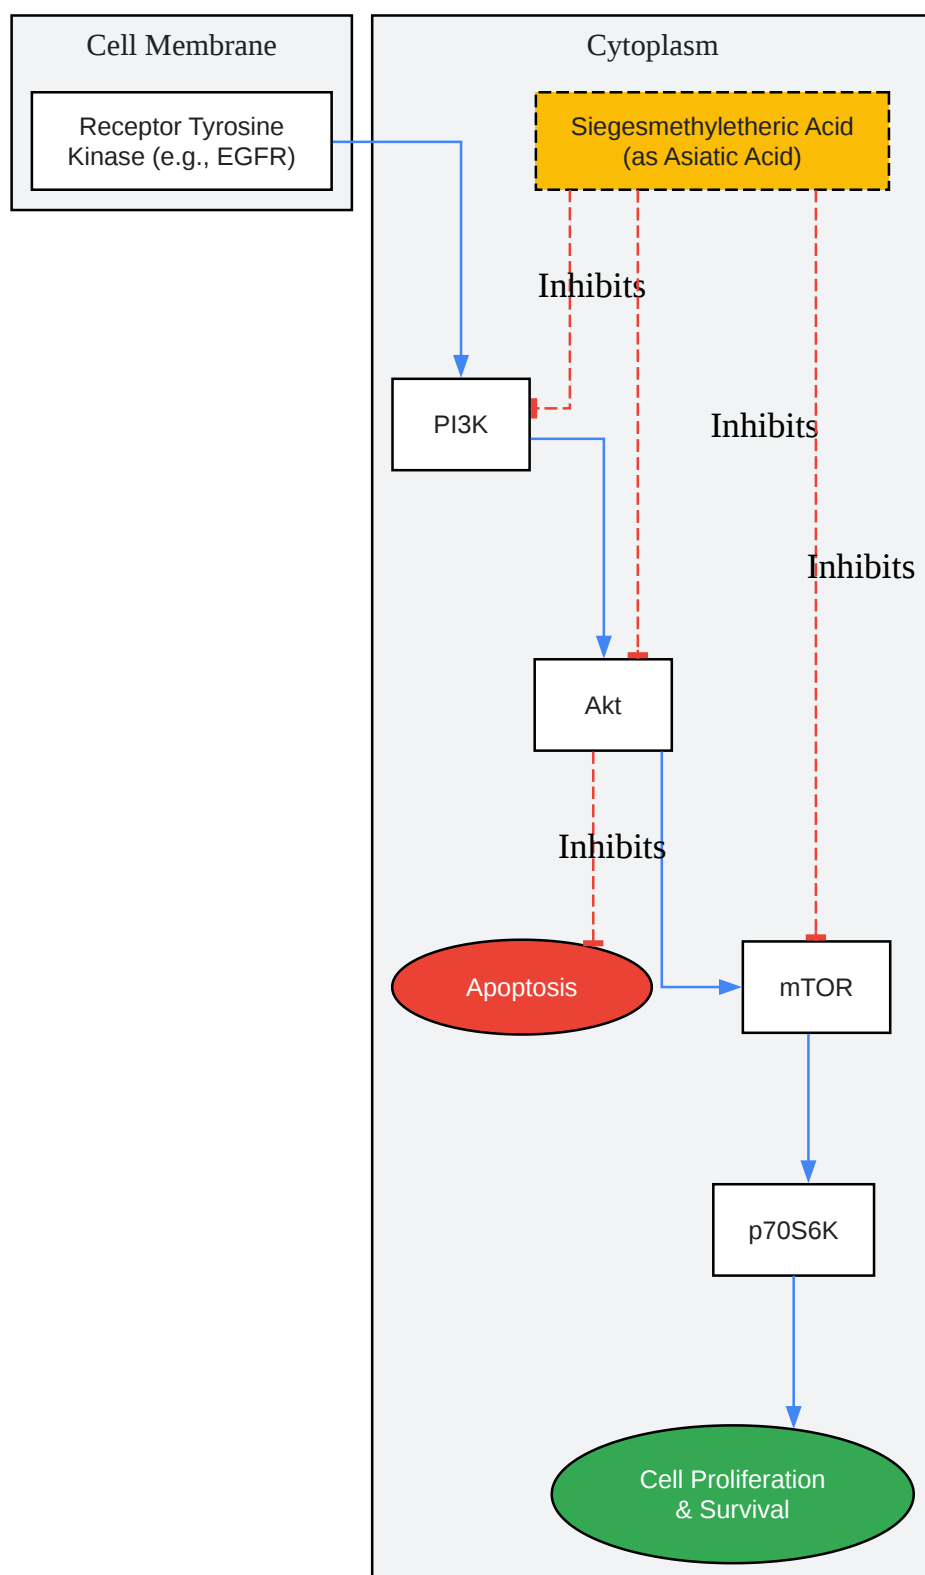 Cell Membrane
Cytoplasm
Receptor Tyrosine
Kinase (e.g., EGFR)
Siegesmethyletheric Acid
(as Asiatic Acid)
Inhibits
PI3K
Inhibits
Inhibits
Akt
Inhibits
Apoptosis
mTOR
p70S6K
Cell Proliferation
& Survival